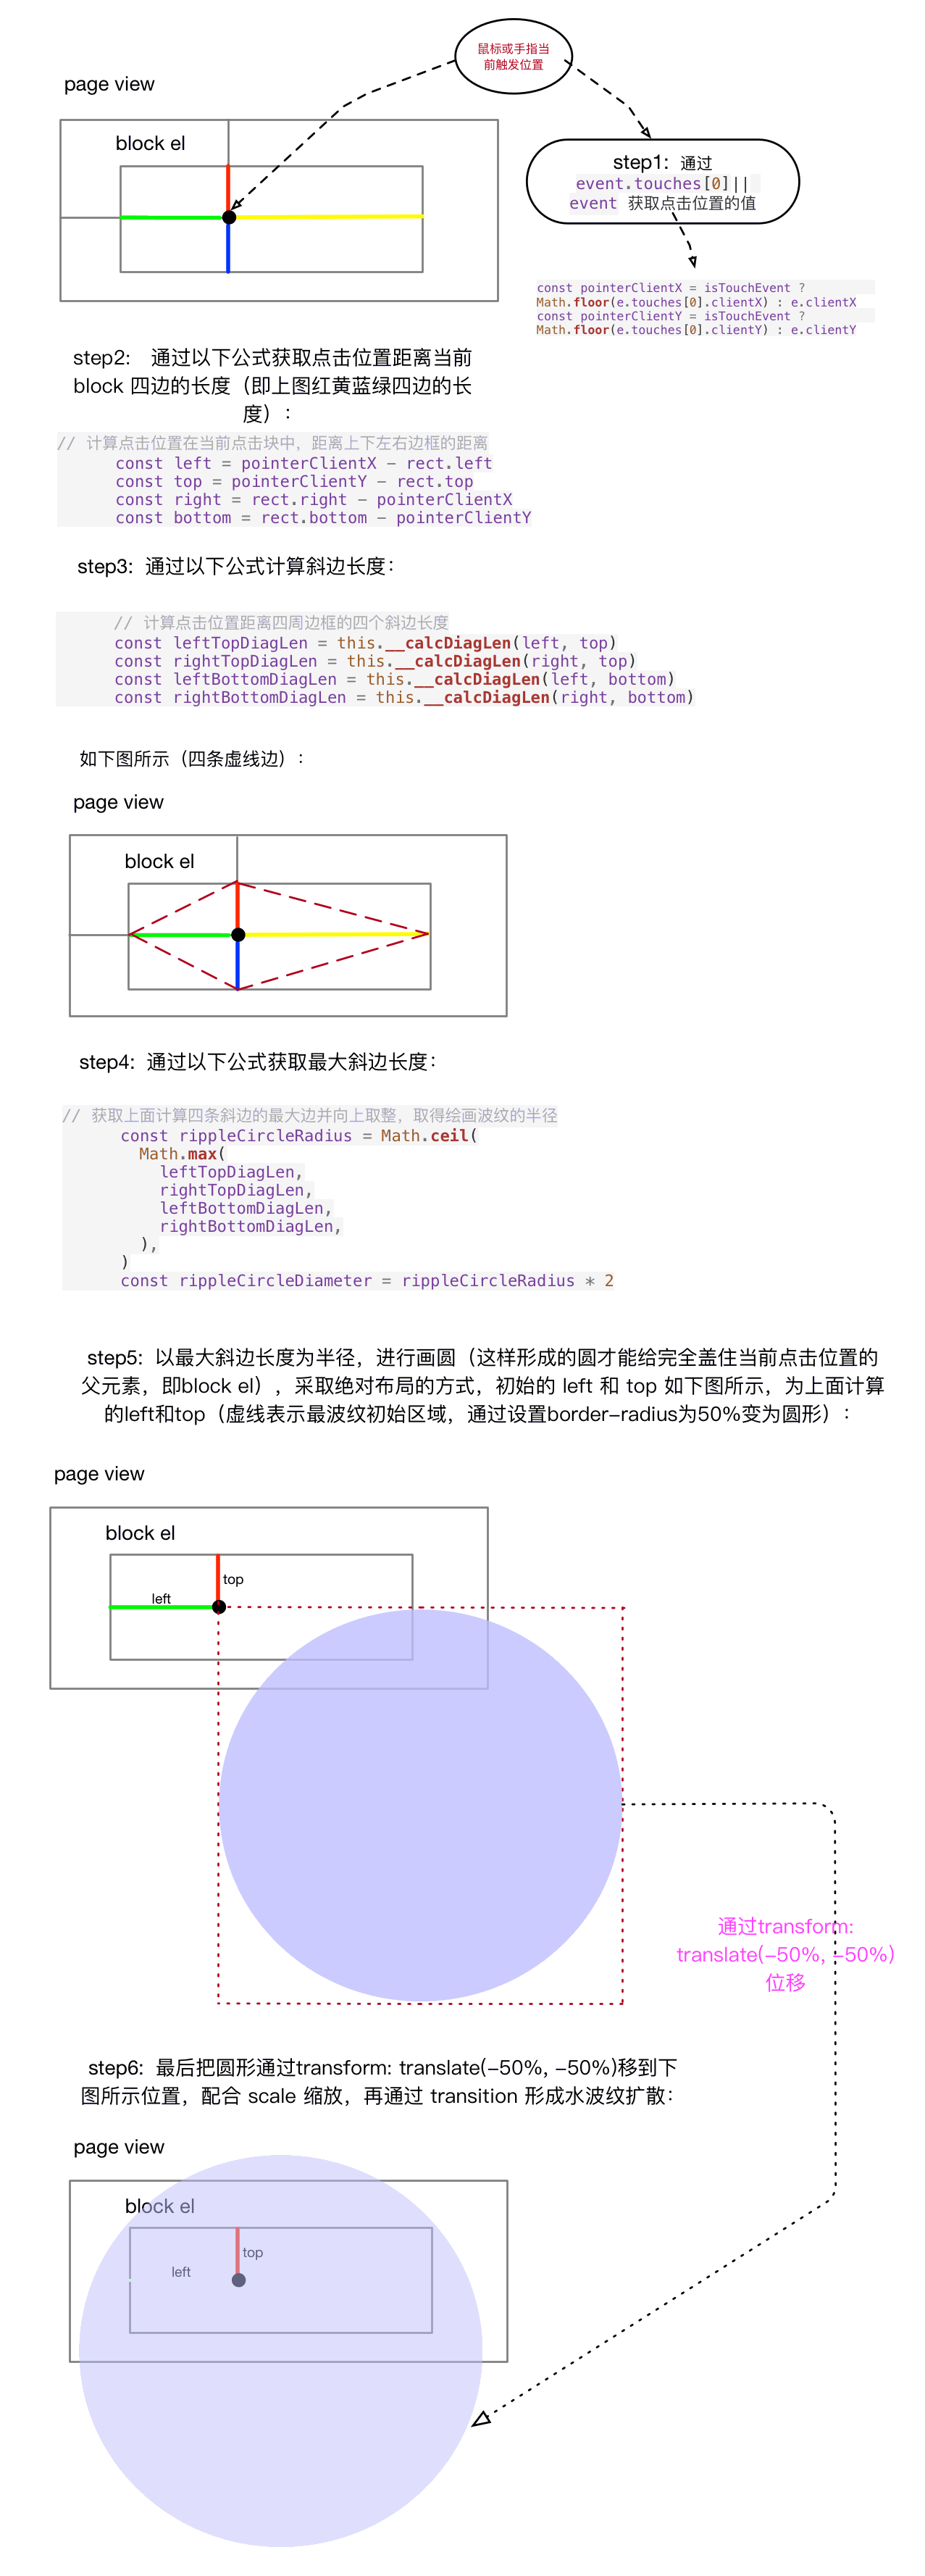 鼠标或手指当
前触发位置
page view
block el
step1：通过
event.touches[0]||
event 获取点击位置的值
const pointerClientX = isTouchEvent ?
Math.floor(e.touches[0].clientX) : e.clientX
const pointerClientY = isTouchEvent ?
Math.floor(e.touches[0].clientY) : e.clientY
step2： 通过以下公式获取点击位置距离当前
block 四边的长度（即上图红黄蓝绿四边的长
度）：
// 计算点击位置在当前点击块中，距离上下左右边框的距离
const left = pointerClientX - rect.left
const top = pointerClientY - rect.top
const right = rect.right - pointerClientX
const bottom = rect.bottom - pointerClientY
step3：通过以下公式计算斜边长度：
// 计算点击位置距离四周边框的四个斜边长度
const leftTopDiagLen = this.__calcDiagLen(left, top)
const rightTopDiagLen = this.__calcDiagLen(right, top)
const leftBottomDiagLen = this.__calcDiagLen(left, bottom)
const rightBottomDiagLen = this.__calcDiagLen(right, bottom)
如下图所示（四条虚线边）：
page view
block el
step4：通过以下公式获取最大斜边长度：
// 获取上面计算四条斜边的最大边并向上取整，取得绘画波纹的半径
const rippleCircleRadius = Math.ceil(
Math.max(
leftTopDiagLen,
rightTopDiagLen,
leftBottomDiagLen,
rightBottomDiagLen,
),
)
const rippleCircleDiameter = rippleCircleRadius * 2
step5：以最大斜边长度为半径，进行画圆（这样形成的圆才能给完全盖住当前点击位置的
父元素，即block el），采取绝对布局的方式，初始的 left 和 top 如下图所示，为上面计算
的left和top（虚线表示最波纹初始区域，通过设置border-radius为50%变为圆形）：
page view
block el
top
left
通过transform:
translate(-50%, -50%)
位移
step6：最后把圆形通过transform: translate(-50%, -50%)移到下
图所示位置，配合 scale 缩放，再通过 transition 形成水波纹扩散：
page view
block el
top
left